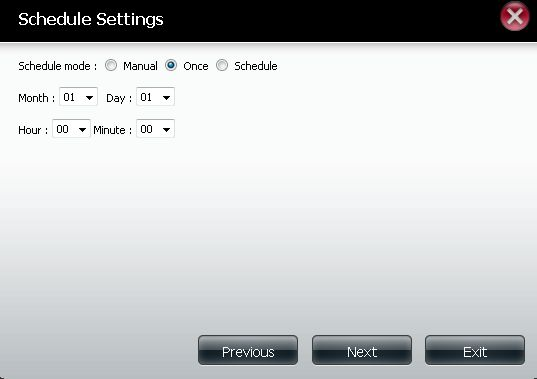 Schedule Settings
Schedule mode : Manual Once Schedule
Month : 01 Day : 01
Hour : 00 Minute : 00
Previous Next Exit